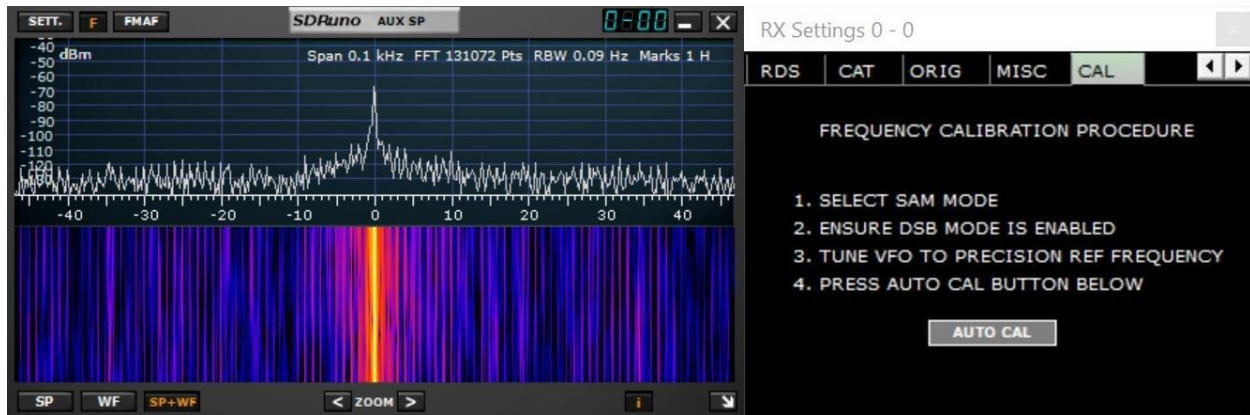 SETT. F FMAF SDRuno AUX SP 0-00
dBm Span 0.1 kHz FFT 131072 Pts RBW 0.09 Hz Marks 1 H
-40
-50
-60
-70
-80
-90
-100
-110
-120
-130
-40 -30 -20 -10 0 10 20 30 40
SP WF SP+WF < ZOOM > i
RX Settings 0 - 0
RDS CAT ORIG MISC CAL
FREQUENCY CALIBRATION PROCEDURE
1. SELECT SAM MODE
2. ENSURE DSB MODE IS ENABLED
3. TUNE VFO TO PRECISION REF FREQUENCY
4. PRESS AUTO CAL BUTTON BELOW
AUTO CAL